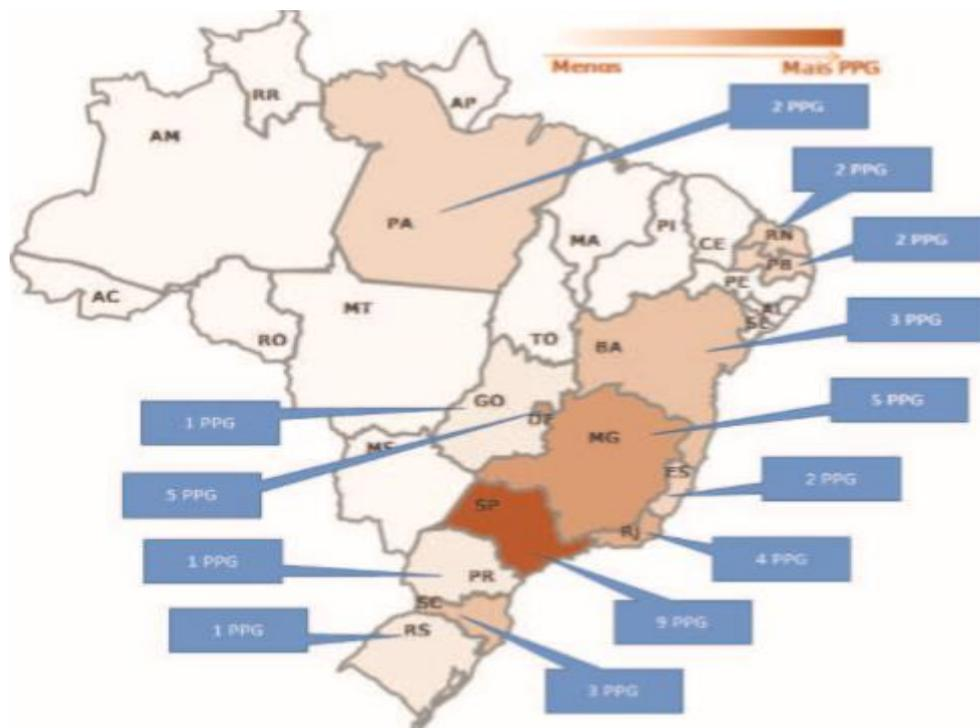 Menos Mais PPG
RR
AP
2 PPG
AM
2 PPG
PA
RN
MA
PI
CE
2 PPG
PB
PE
AC
MT
AL
SE
3 PPG
RO
TO
BA
GO
5 PPG
1 PPG
DF
MG
MS
ES
2 PPG
5 PPG
SP
RJ
4 PPG
1 PPG
PR
SC
9 PPG
1 PPG
RS
3 PPG